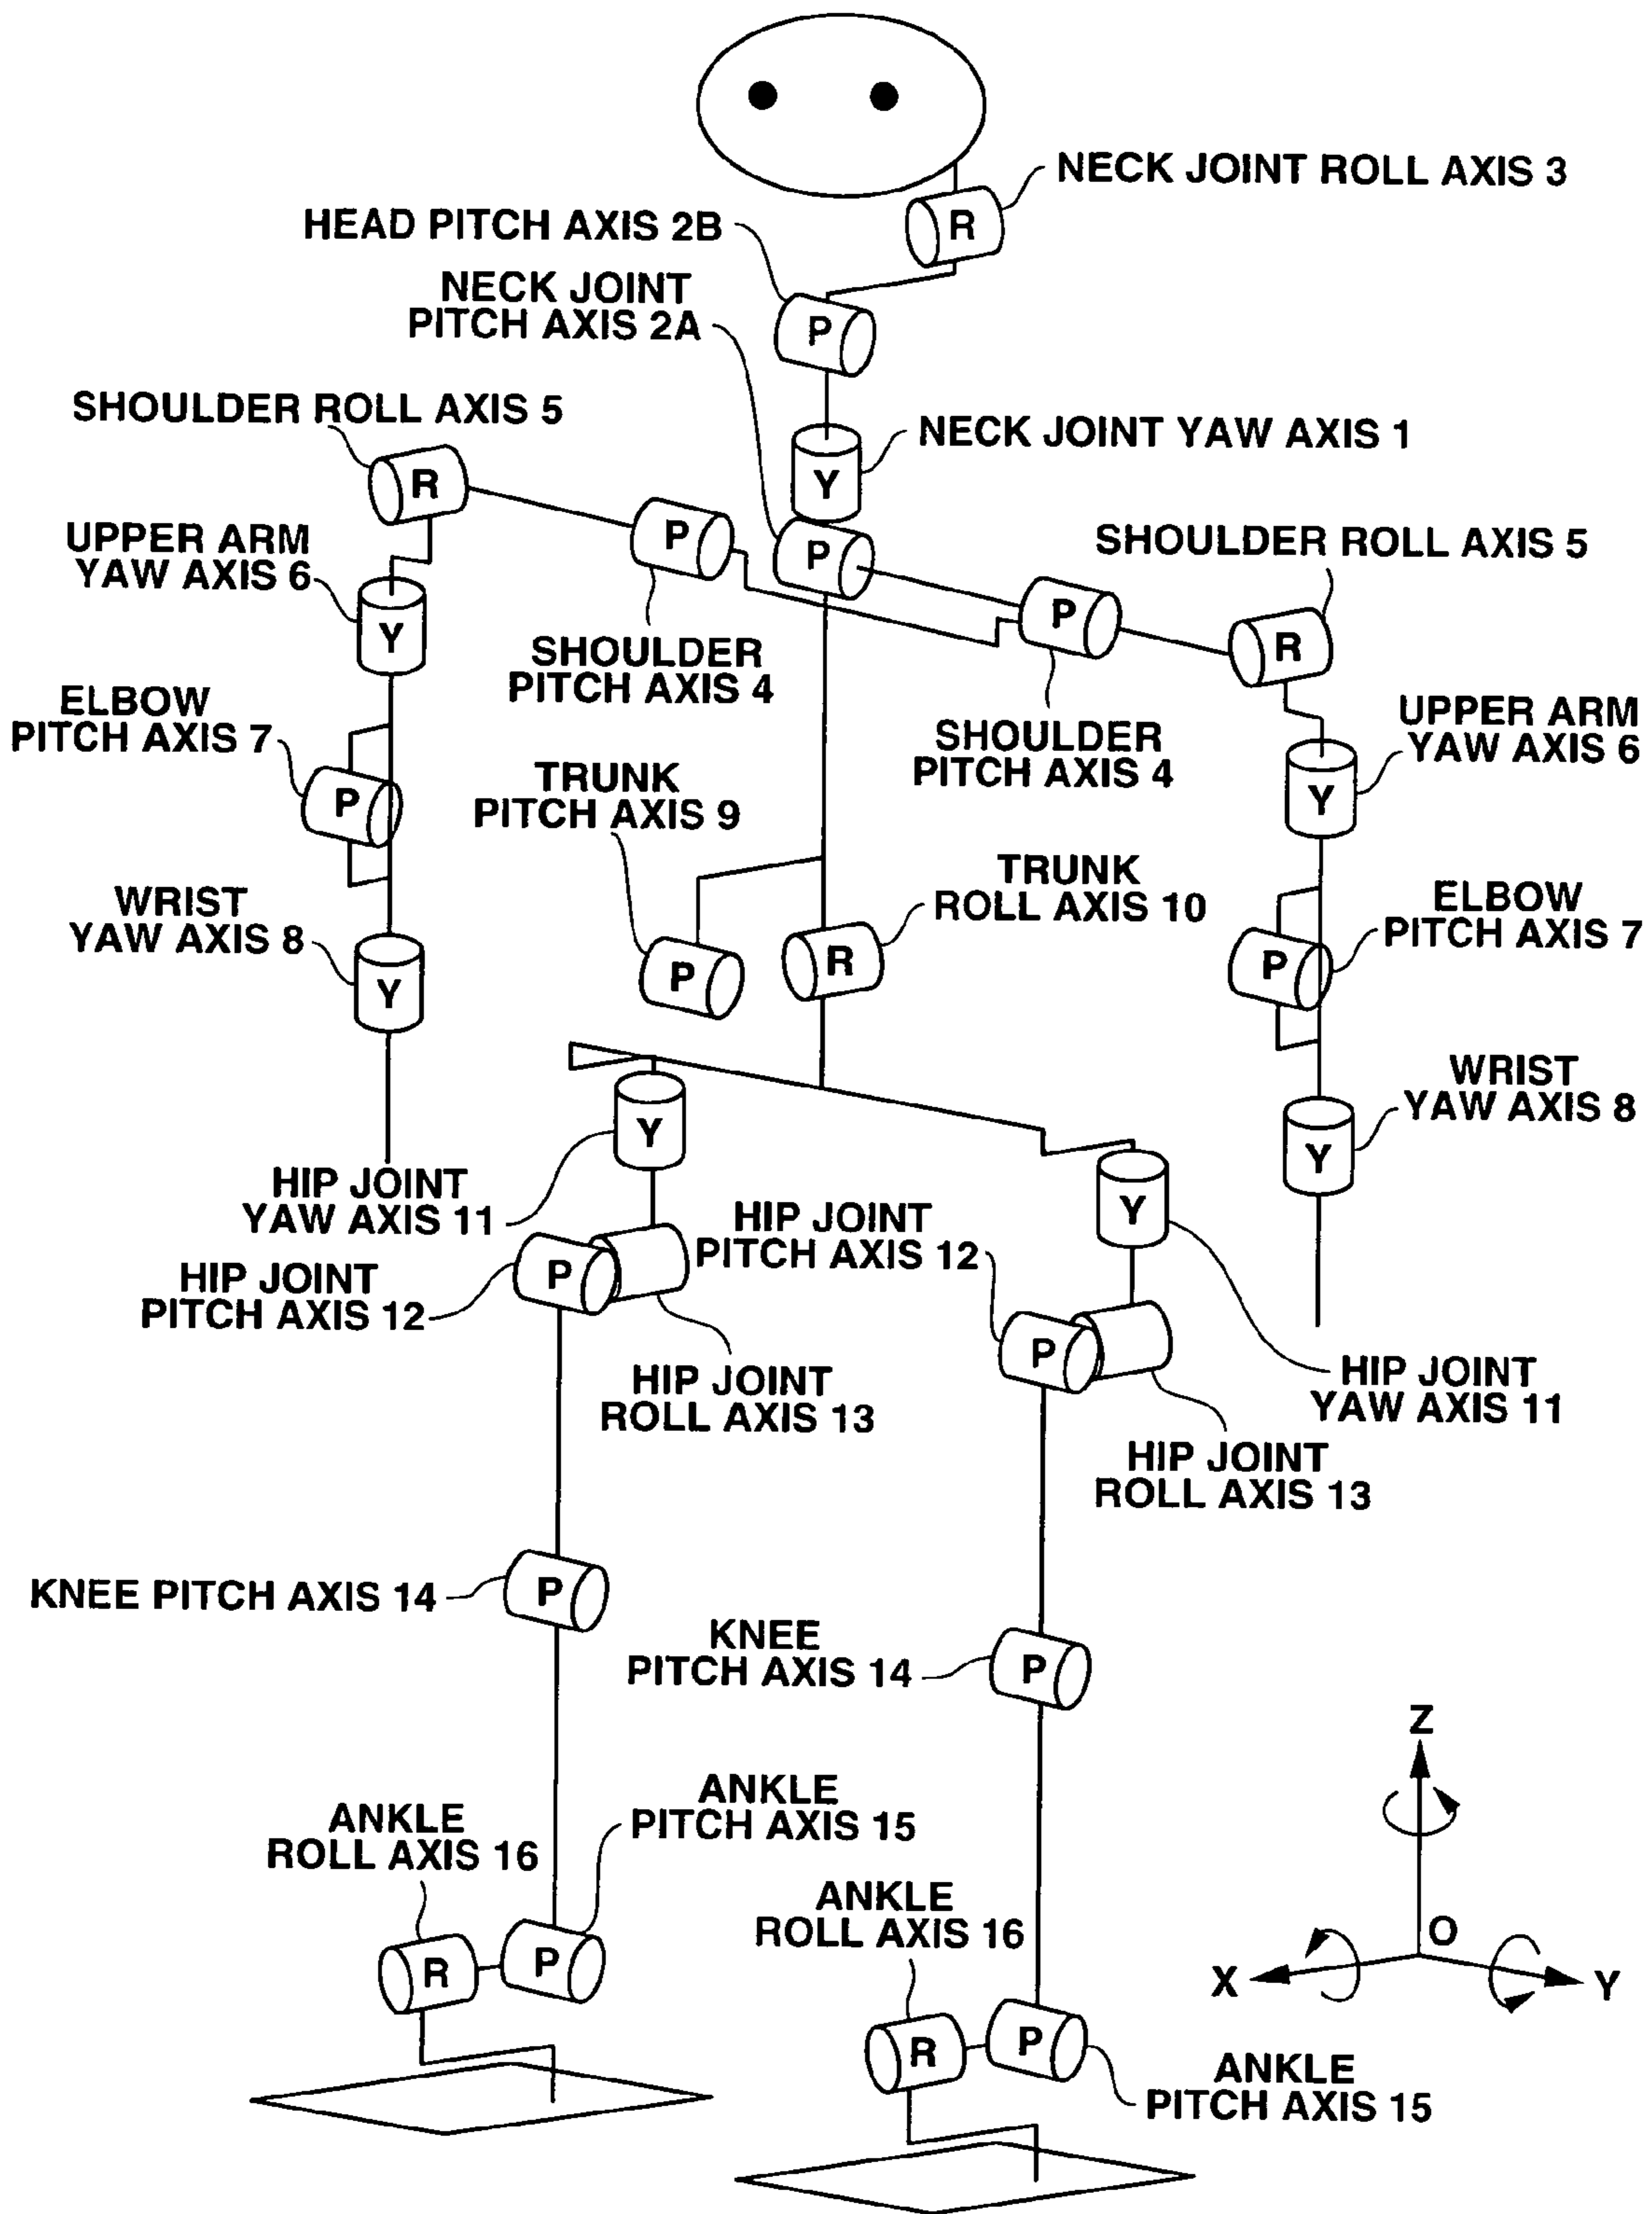 NECK JOINT ROLL AXIS 3
R
HEAD PITCH AXIS 2B
NECK JOINT
PITCH AXIS 2A
P
SHOULDER ROLL AXIS 5
NECK JOINT YAW AXIS 1
R
Y
UPPER ARM
YAW AXIS 6
P
P
SHOULDER ROLL AXIS 5
Y
P
R
SHOULDER
PITCH AXIS 4
ELBOW
PITCH AXIS 7
SHOULDER
PITCH AXIS 4
UPPER ARM
YAW AXIS 6
P
TRUNK
PITCH AXIS 9
Y
TRUNK
ROLL AXIS 10
WRIST
YAW AXIS 8
ELBOW
PITCH AXIS 7
Y
P
R
P
WRIST
YAW AXIS 8
Y
Y
HIP JOINT
YAW AXIS 11
HIP JOINT
PITCH AXIS 12
Y
HIP JOINT
PITCH AXIS 12
P
P
HIP JOINT
ROLL AXIS 13
HIP JOINT
YAW AXIS 11
HIP JOINT
ROLL AXIS 13
KNEE PITCH AXIS 14
P
KNEE
PITCH AXIS 14
P
Z
ANKLE
PITCH AXIS 15
ANKLE
ROLL AXIS 16
ANKLE
ROLL AXIS 16
O
R
P
X
Y
R
P
ANKLE
PITCH AXIS 15